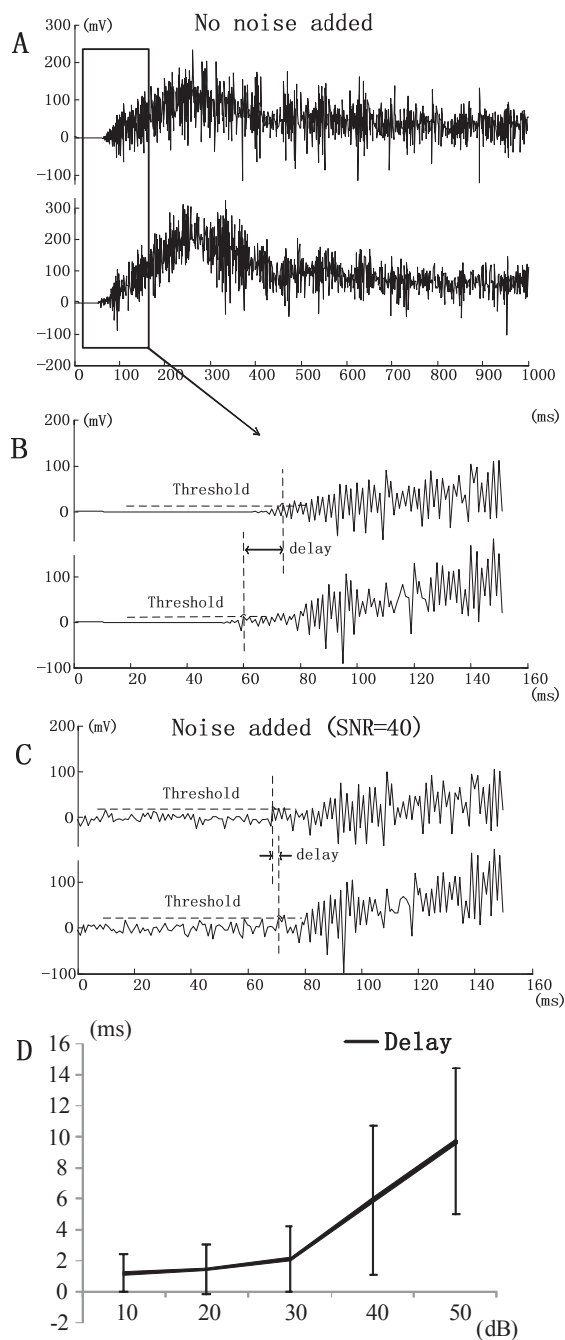 A
No noise added
300 (mV)
200
100
0
−100
300
200
100
0
−100
−200
0 100 200 300 400 500 600 700 800 900 1000
(ms)
B
200 (mV)
100
0
Threshold
delay
100
0
−100
Threshold
0 20 40 60 80 100 120 140 160
(ms)
C
Noise added (SNR=40)
200 (mV)
100
0
Threshold
delay
100
0
−100
Threshold
0 20 40 60 80 100 120 140 160
(ms)
D
(ms)
Delay
16
14
12
10
8
6
4
2
0
-2
10 20 30 40 50
(dB)